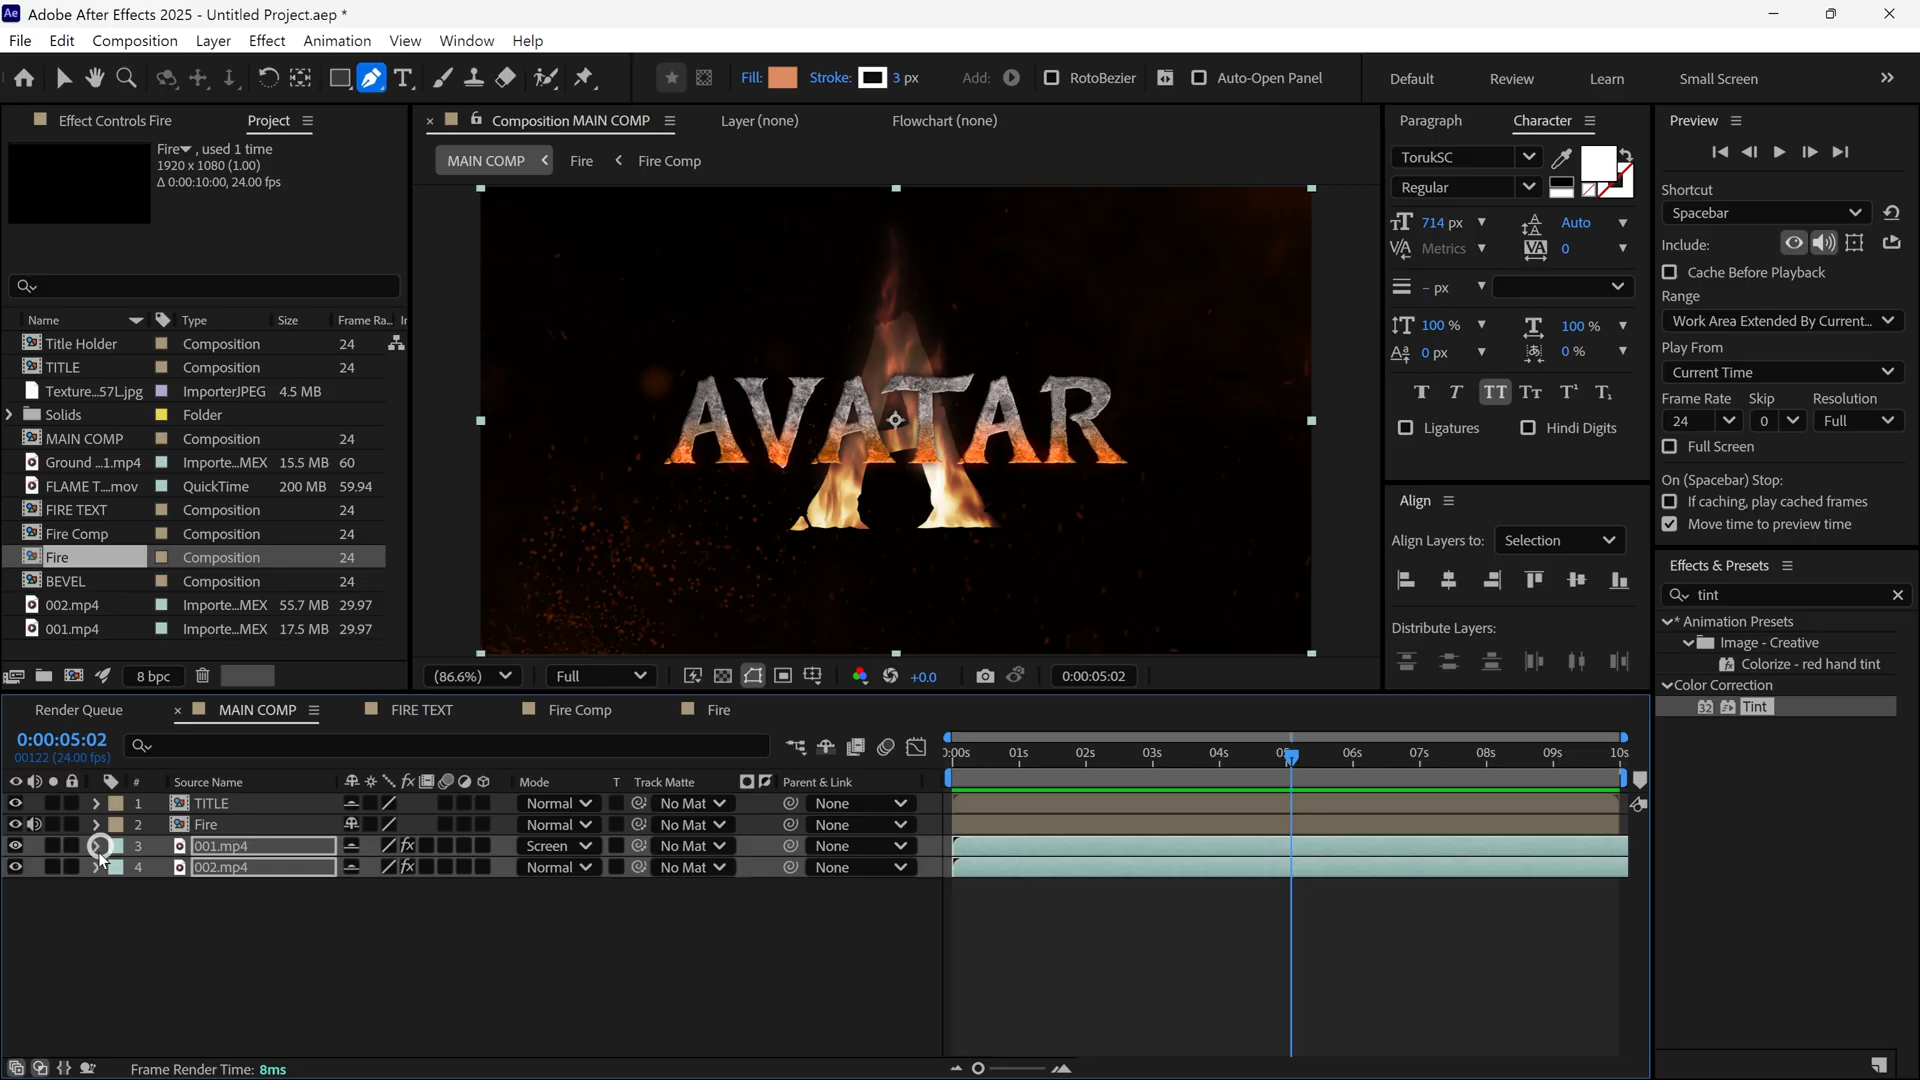 Adobe After Effects 2025 - Untitled Project.aep *
File Edit Composition Layer Effect Animation View Window Help
Fill: Stroke: 3 px Add: RotoBezier Auto-Open Panel Default Review Learn Small Screen
Effect Controls Fire Project
Fire, used 1 time
1920 x 1080 (1.00)
Δ 0:00:10:00, 24.00 fps
Name Type Size Frame Ra... Ir
Title Holder Composition 24
TITLE Composition 24
Texture...57L.jpg ImporterJPEG 4.5 MB
Solids Folder
MAIN COMP Composition 24
Ground ...1.mp4 Importe...MEX 15.5 MB 60
FLAME T....mov QuickTime 200 MB 59.94
FIRE TEXT Composition 24
Fire Comp Composition 24
Fire Composition 24
BEVEL Composition 24
002.mp4 Importe...MEX 55.7 MB 29.97
001.mp4 Importe...MEX 17.5 MB 29.97
8 bpc
Composition MAIN COMP Layer (none) Flowchart (none)
MAIN COMP Fire Fire Comp
AVATAR
A
(86.6%) Full +0.0 0:00:05:02
Paragraph Character
TorukSC
Regular
714 px Auto
Metrics 0
- px
100 % 100 %
0 px 0 %
T T TT Tт T¹ T₁
Ligatures Hindi Digits
Align
Align Layers to: Selection
Distribute Layers:
Preview
Shortcut
Spacebar
Include:
Cache Before Playback
Range
Work Area Extended By Current...
Play From
Current Time
Frame Rate Skip Resolution
24 0 Full
Full Screen
On (Spacebar) Stop:
If caching, play cached frames
Move time to preview time
Effects & Presets
tint
* Animation Presets
Image - Creative
Colorize - red hand tint
Color Correction
32 Tint
Render Queue MAIN COMP FIRE TEXT Fire Comp Fire
0:00:05:02
00122 (24.00 fps)
# Source Name fx Mode T Track Matte Parent & Link
0:00s 01s 02s 03s 04s 05 06s 07s 08s 09s 10s
1 TITLE Normal No Mat None
2 Fire Normal No Mat None
3 001.mp4 fx Screen No Mat None
4 002.mp4 fx Normal No Mat None
Frame Render Time: 8ms